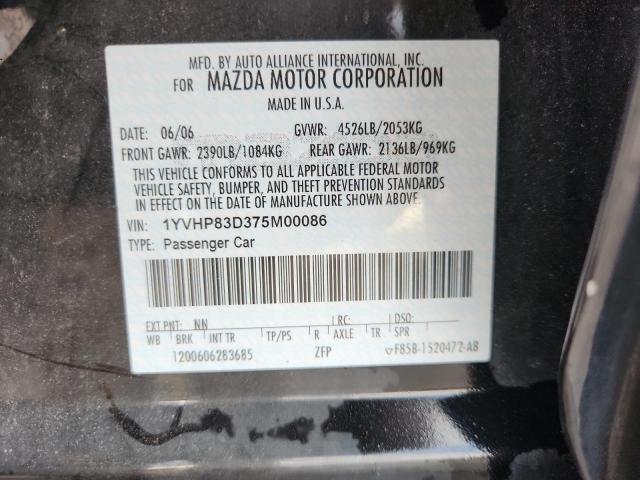 MFD. BY AUTO ALLIANCE INTERNATIONAL, INC.
FOR MAZDA MOTOR CORPORATION
MADE IN U.S.A.
DATE: 06/06 GVWR: 4526LB/2053KG
FRONT GAWR: 2390LB/1084KG REAR GAWR: 2136LB/969KG
THIS VEHICLE CONFORMS TO ALL APPLICABLE FEDERAL MOTOR
VEHICLE SAFETY, BUMPER, AND THEFT PREVENTION STANDARDS
IN EFFECT ON THE DATE OF MANUFACTURE SHOWN ABOVE.
VIN: 1YVHP83D375M00086
TYPE: Passenger Car
EXT PNT: NN RC: DSO:
WB BRK INT TR TP/PS R AXLE TR SPR
1200606283685 ZFP F85B-1520472-AB